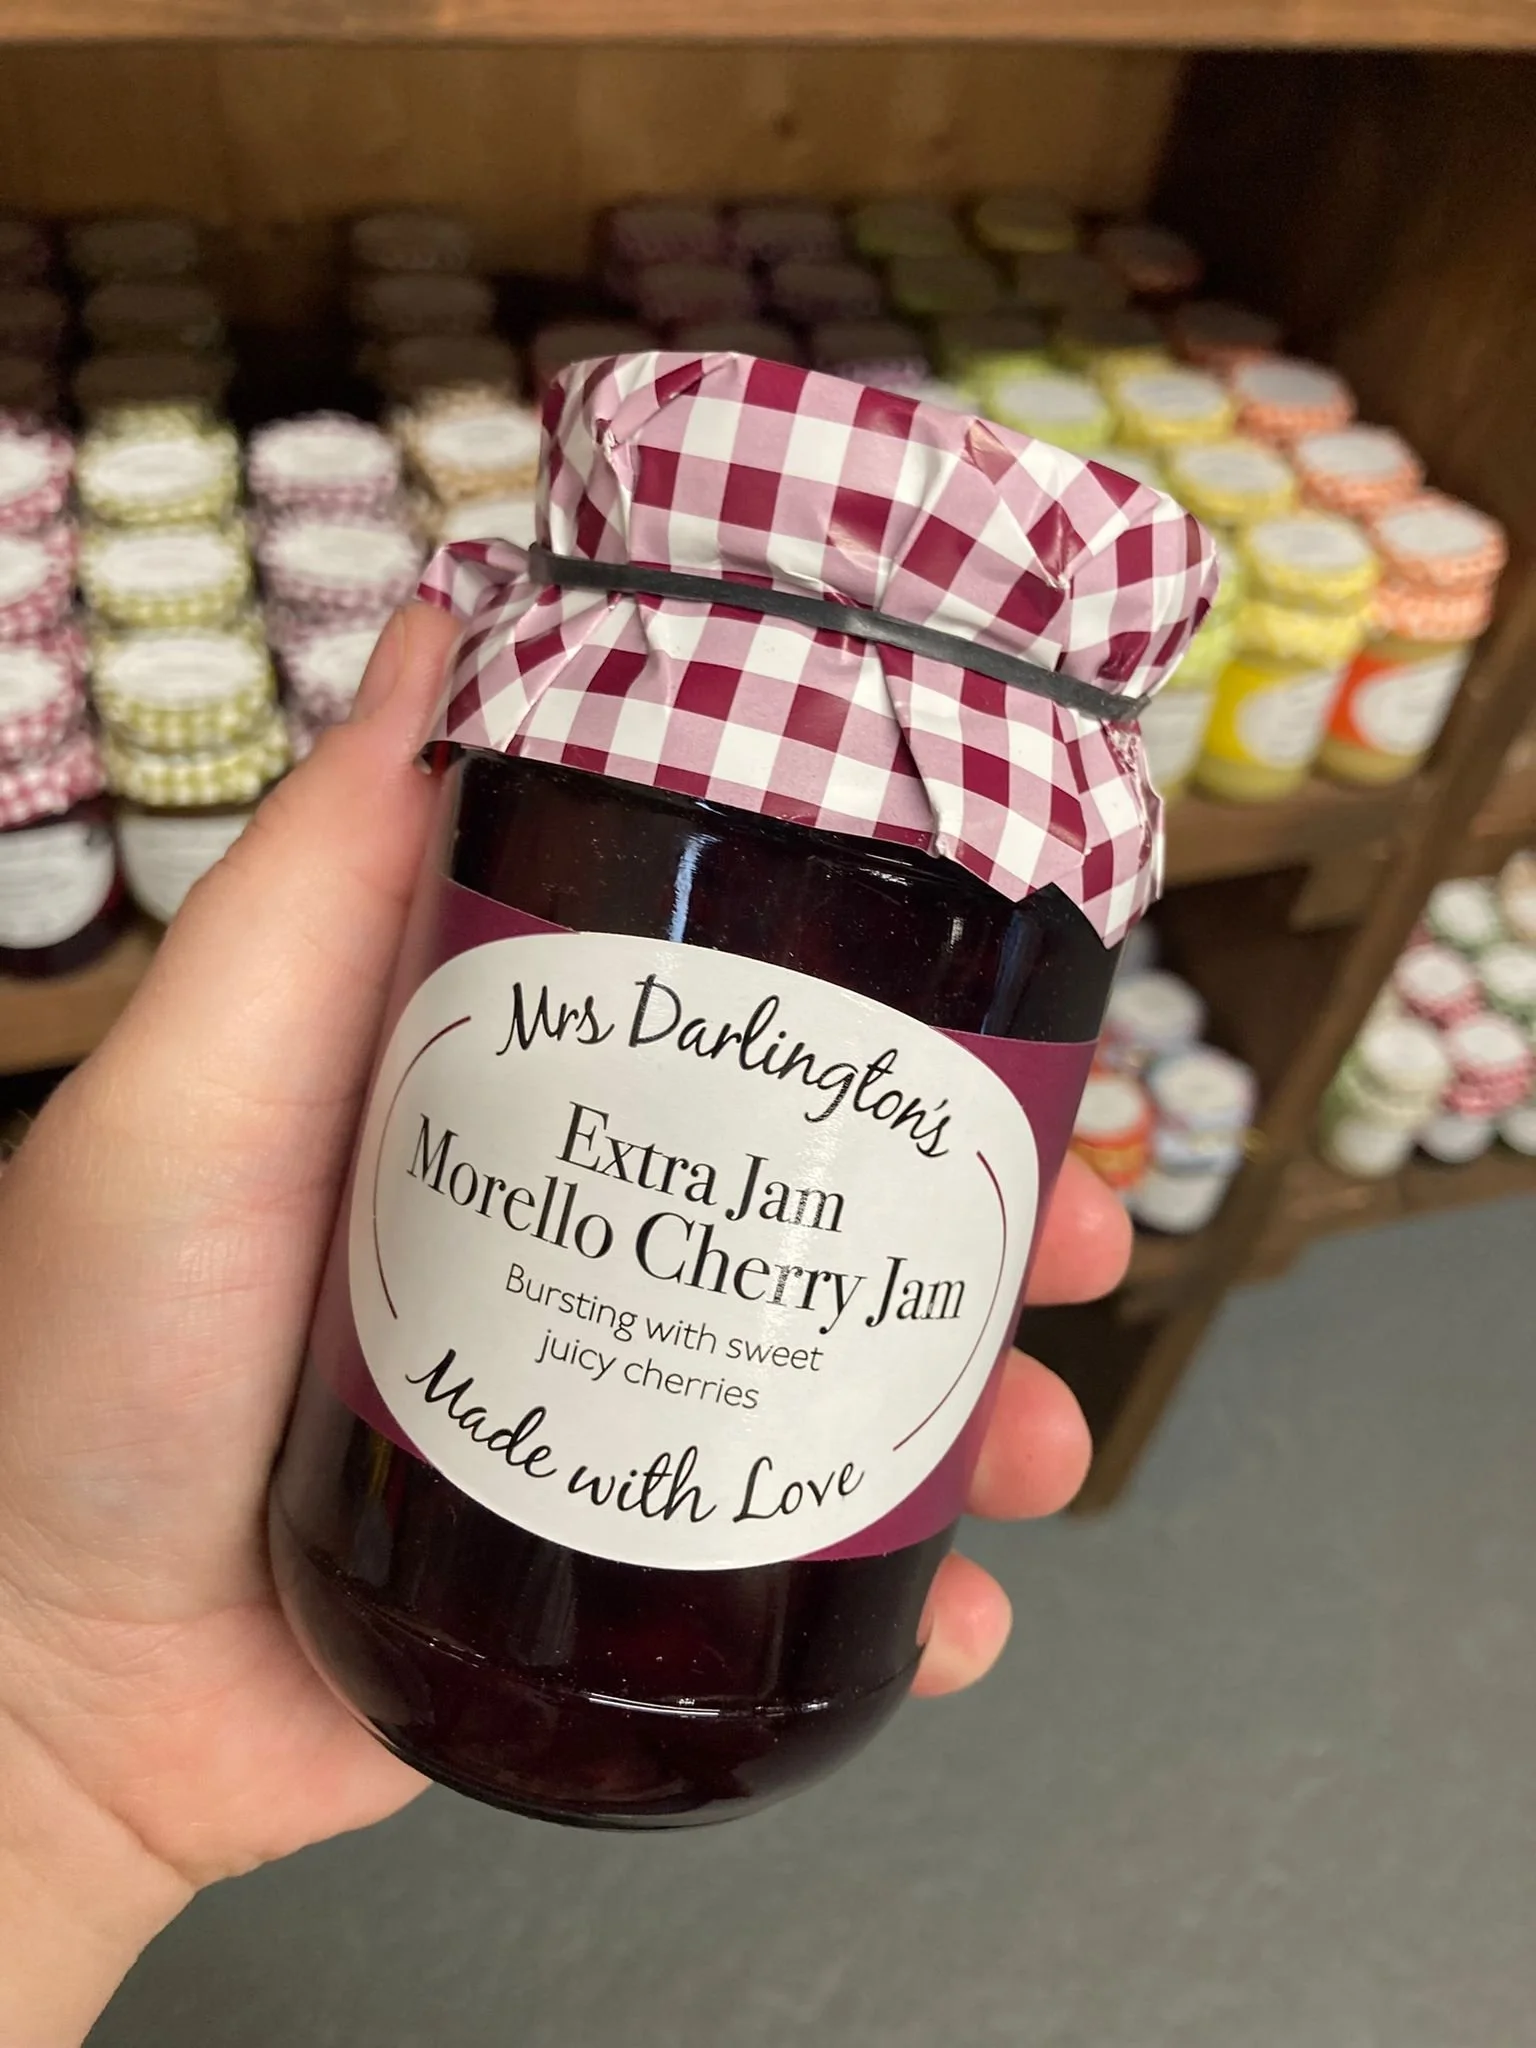 Mrs Darlington's
Extra Jam
Morello Cherry Jam
Bursting with sweet
juicy cherries
Made with Love